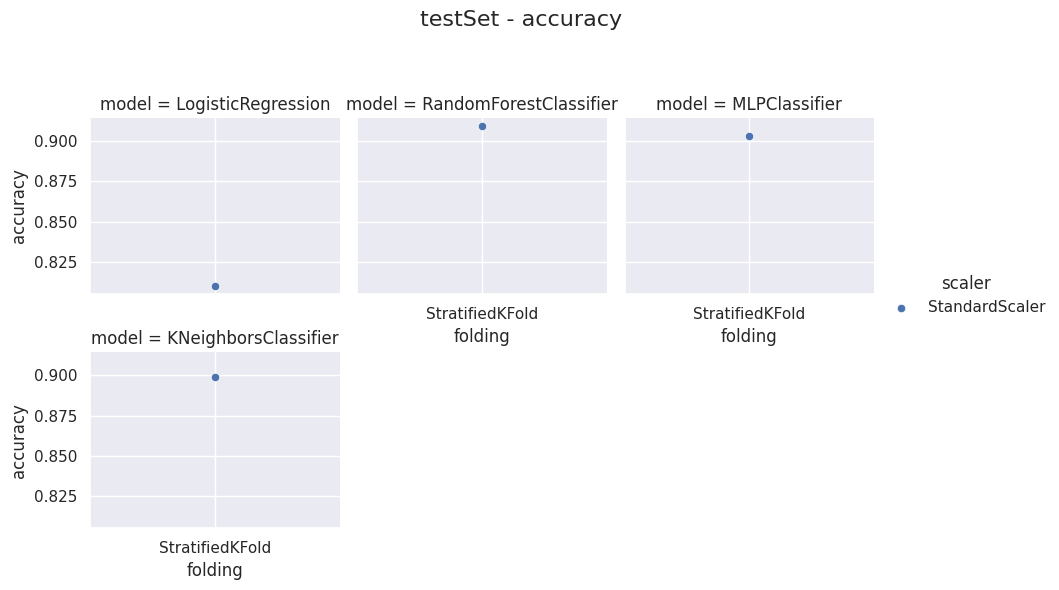 testSet - accuracy
model = LogisticRegression
model = RandomForestClassifier
model = MLPClassifier
accuracy
0.900
0.875
0.850
0.825
StratifiedKFold
folding
StratifiedKFold
folding
scaler
StandardScaler
model = KNeighborsClassifier
accuracy
0.900
0.875
0.850
0.825
StratifiedKFold
folding